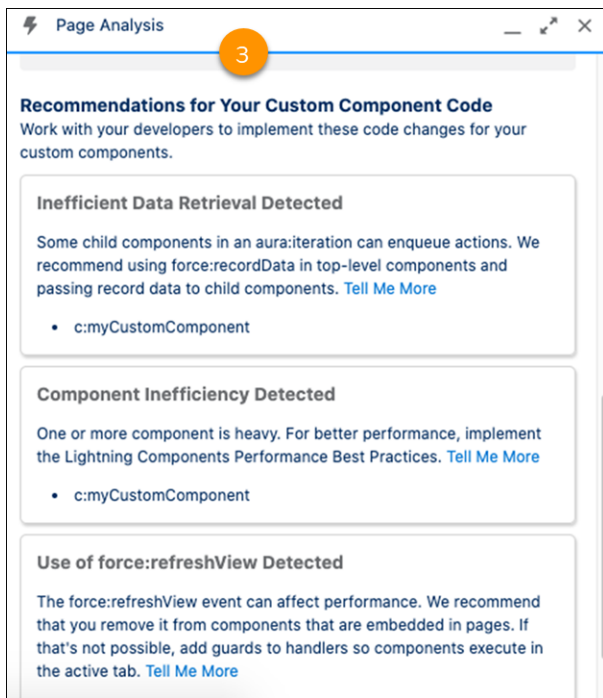 Page Analysis
3
Recommendations for Your Custom Component Code
Work with your developers to implement these code changes for your
custom components.
Inefficient Data Retrieval Detected
Some child components in an aura:iteration can enqueue actions. We
recommend using force:recordData in top-level components and
passing record data to child components. Tell Me More
• c:myCustomComponent
Component Inefficiency Detected
One or more component is heavy. For better performance, implement
the Lightning Components Performance Best Practices. Tell Me More
• c:myCustomComponent
Use of force:refreshView Detected
The force:refreshView event can affect performance. We recommend
that you remove it from components that are embedded in pages. If
that's not possible, add guards to handlers so components execute in
the active tab. Tell Me More